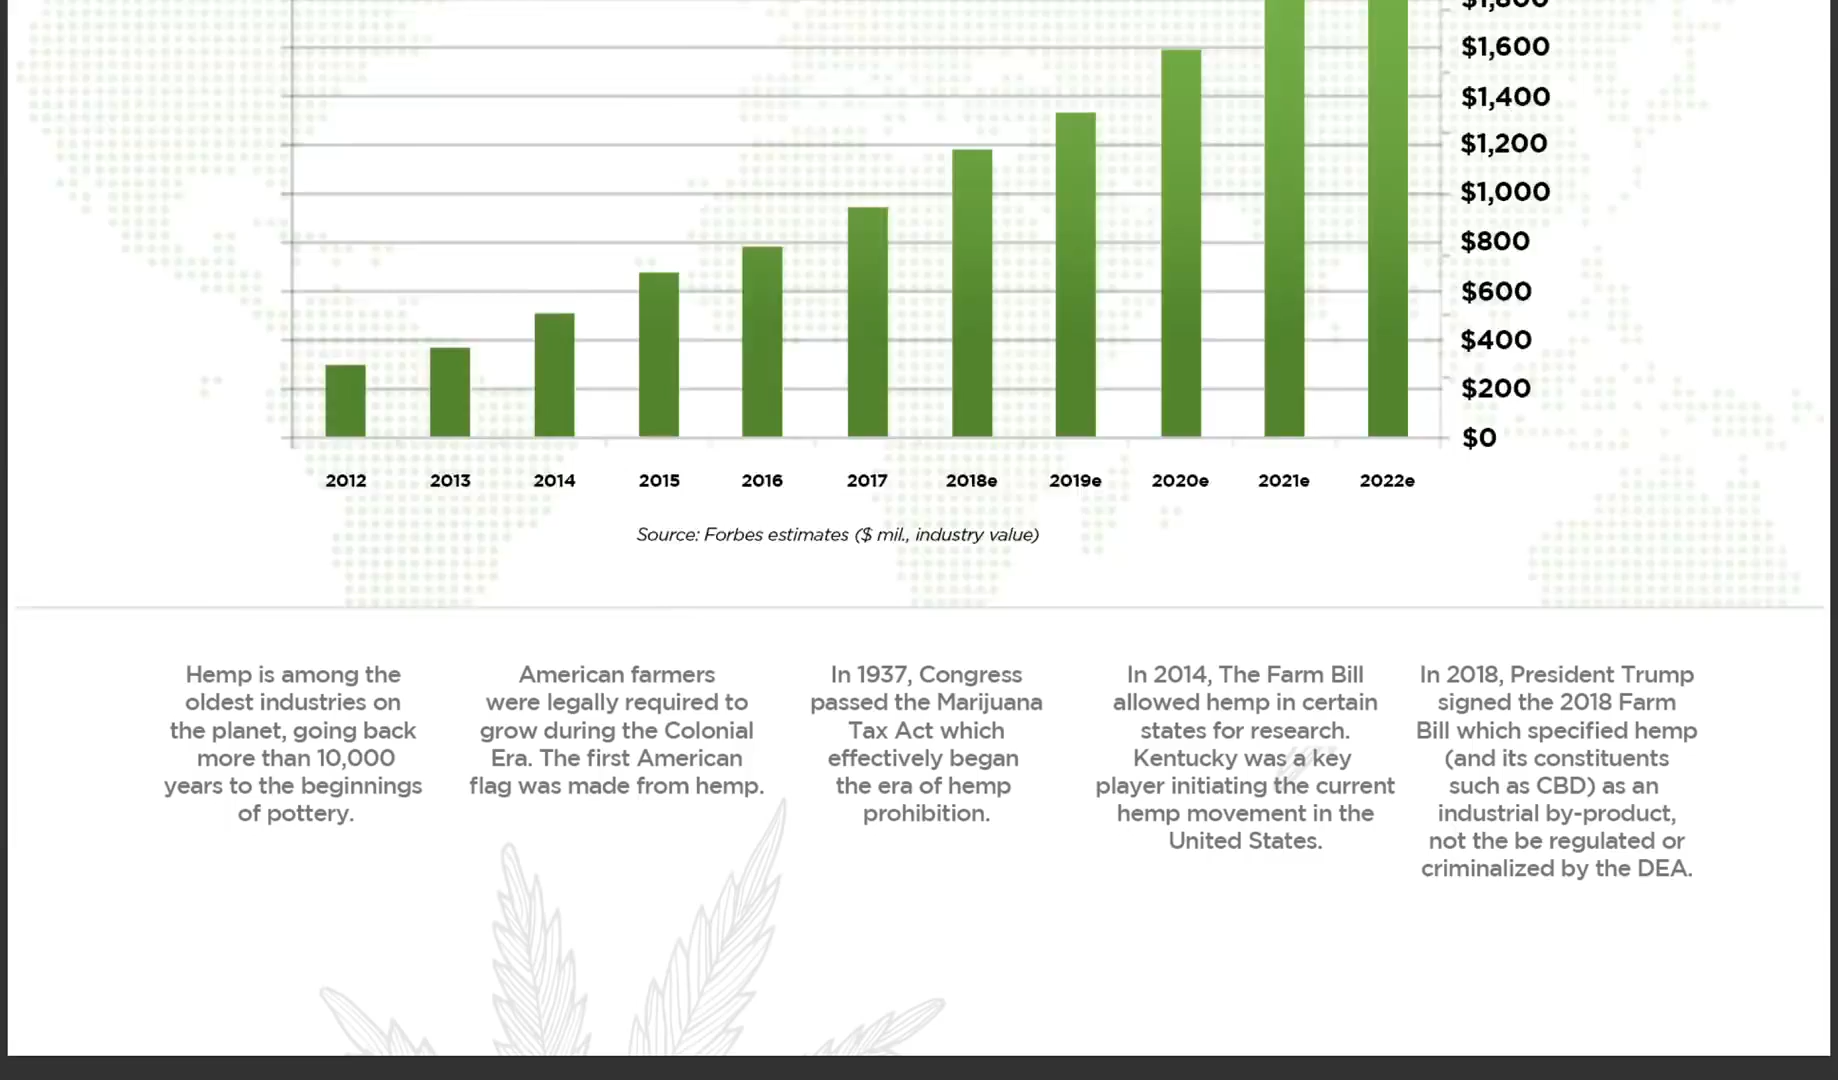 $1,800
$1,600
$1,400
$1,200
$1,000
$800
$600
$400
$200
$0
2012 2013 2014 2015 2016 2017 2018e 2019e 2020e 2021e 2022e
Source: Forbes estimates ($ mil., industry value)
Hemp is among the
oldest industries on
the planet, going back
more than 10,000
years to the beginnings
of pottery.
American farmers
were legally required to
grow during the Colonial
Era. The first American
flag was made from hemp.
In 1937, Congress
passed the Marijuana
Tax Act which
effectively began
the era of hemp
prohibition.
In 2014, The Farm Bill
allowed hemp in certain
states for research.
Kentucky was a key
player initiating the current
hemp movement in the
United States.
In 2018, President Trump
signed the 2018 Farm
Bill which specified hemp
(and its constituents
such as CBD) as an
industrial by-product,
not the be regulated or
criminalized by the DEA.